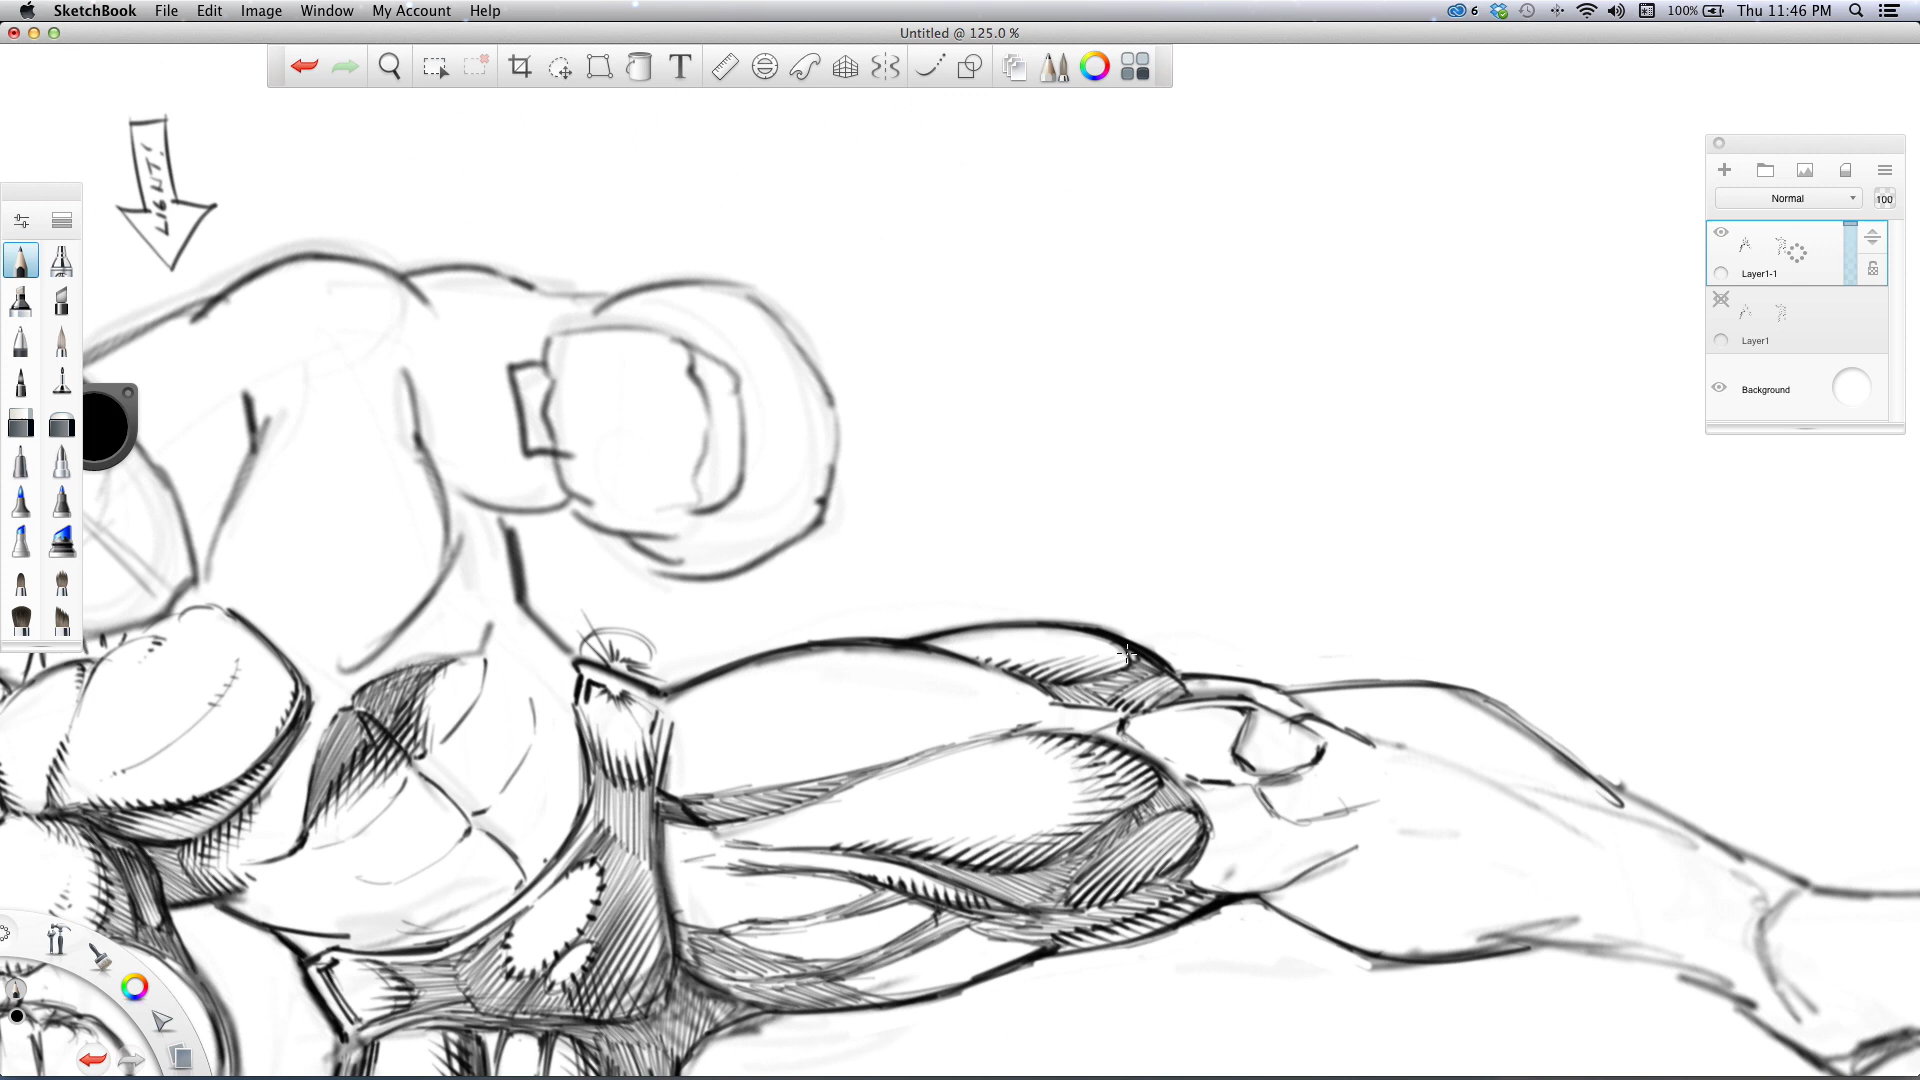 SketchBook File Edit Image Window My Account Help
6 100% Thu 11:46 PM
Untitled @ 125.0 %
T
LIGHT!
Normal 100
Layer1-1
Layer1
Background